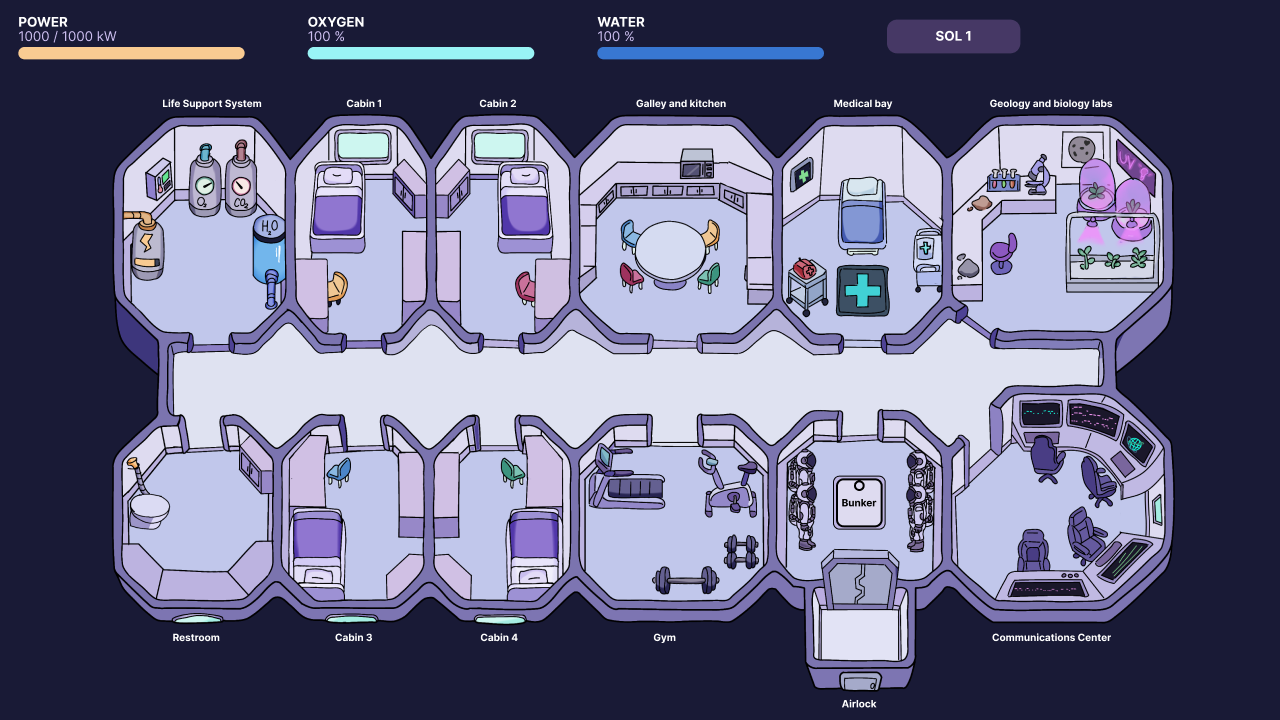 POWER
1000 / 1000 kW
OXYGEN
100 %
WATER
100 %
SOL 1
Life Support System
Cabin 1
Cabin 2
Galley and kitchen
Medical bay
Geology and biology labs
O₂
CO₂
H₂O
UV
Bunker
Restroom
Cabin 3
Cabin 4
Gym
Airlock
Communications Center